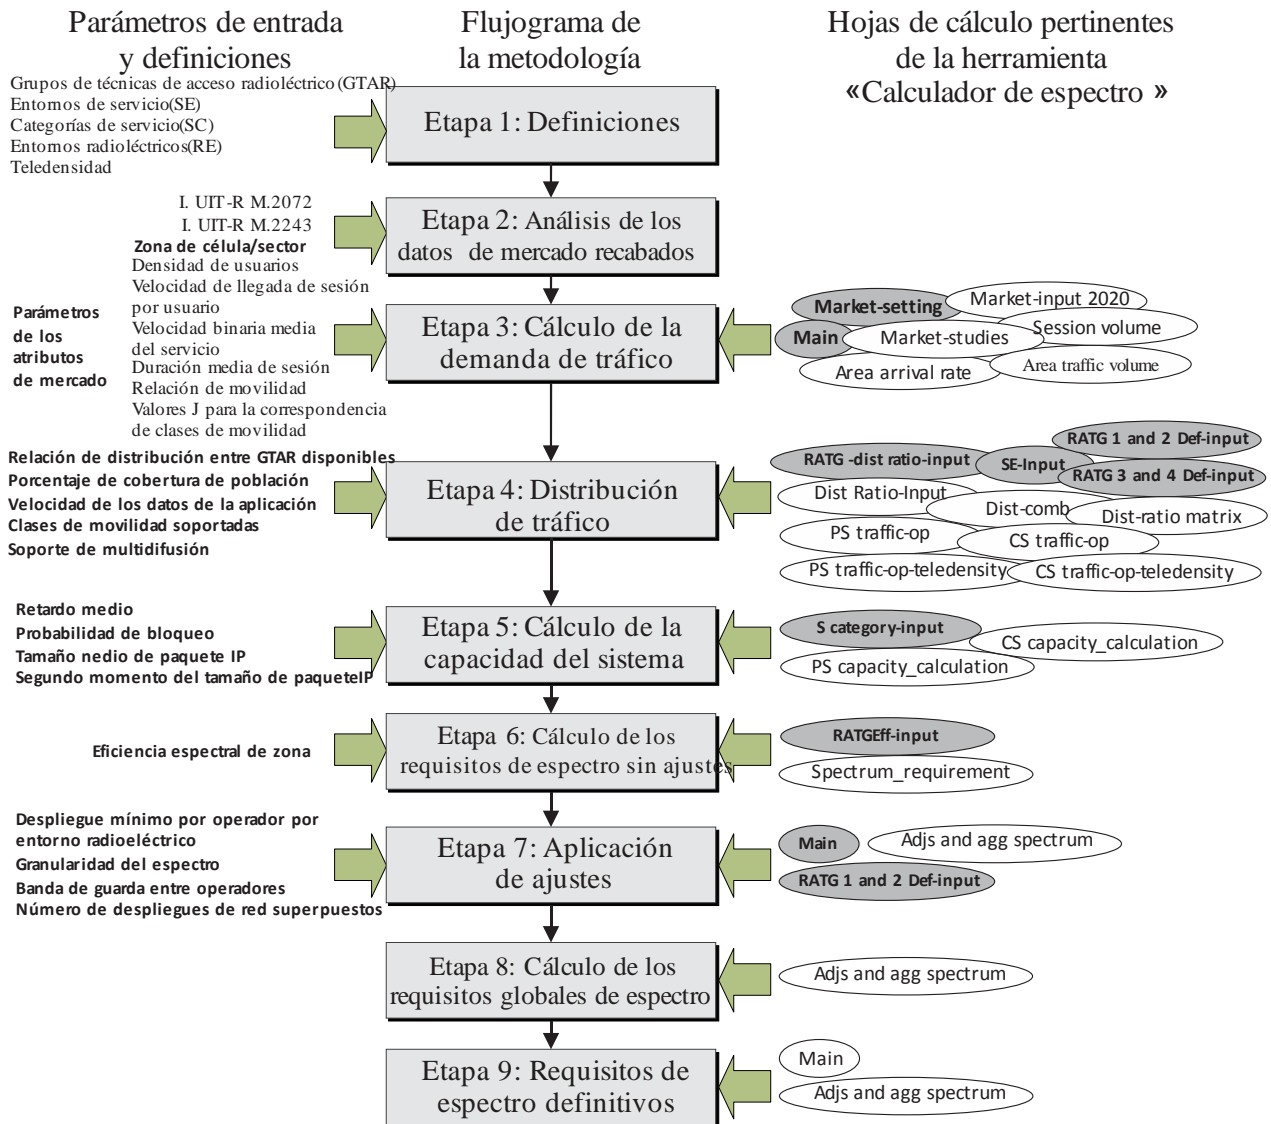 Parámetros de entrada
y definiciones
Flujograma de
la metodología
Hojas de cálculo pertinentes
de la herramienta
«Calculador de espectro »
Grupos de técnicas de acceso radioléctrico (GTAR)
Entornos de servicio(SE)
Categorías de servicio(SC)
Entornos radioléctricos(RE)
Teledensidad
Etapa 1: Definiciones
I. UIT-R M.2072
I. UIT-R M.2243
Etapa 2: Análisis de los
datos de mercado recabados
Zona de célula/sector
Densidad de usuarios
Velocidad de llegada de sesión
por usuario
Velocidad binaria media
del servicio
Duración media de sesión
Relación de movilidad
Valores J para la correspondencia
de clases de movilidad
Parámetros
de los
atributos
de mercado
Etapa 3: Cálculo de la
demanda de tráfico
Market-setting
Market-input 2020
Main
Market-studies
Session volume
Area arrival rate
Area traffic volume
Relación de distribución entre GTAR disponibles
Porcentaje de cobertura de población
Velocidad de los datos de la aplicación
Clases de movilidad soportadas
Soporte de multidifusión
Etapa 4: Distribución
de tráfico
RATG 1 and 2 Def-input
RATG -dist ratio-input
SE-Input
RATG 3 and 4 Def-input
Dist Ratio-Input
Dist-comb
Dist-ratio matrix
PS traffic-op
CS traffic-op
PS traffic-op-teledensity
CS traffic-op-teledensity
Retardo medio
Probabilidad de bloqueo
Tamaño nedio de paquete IP
Segundo momento del tamaño de paqueteIP
Etapa 5: Cálculo de la
capacidad del sistema
S category-input
CS capacity_calculation
PS capacity_calculation
Eficiencia espectral de zona
Etapa 6: Cálculo de los
requisitos de espectro sin ajustes
RATGEff-input
Spectrum_requirement
Despliegue mínimo por operador por
entorno radioeléctrico
Granularidad del espectro
Banda de guarda entre operadores
Número de despliegues de red superpuestos
Etapa 7: Aplicación
de ajustes
Main
Adjs and agg spectrum
RATG 1 and 2 Def-input
Etapa 8: Cálculo de los
requisitos globales de espectro
Adjs and agg spectrum
Etapa 9: Requisitos de
espectro definitivos
Main
Adjs and agg spectrum